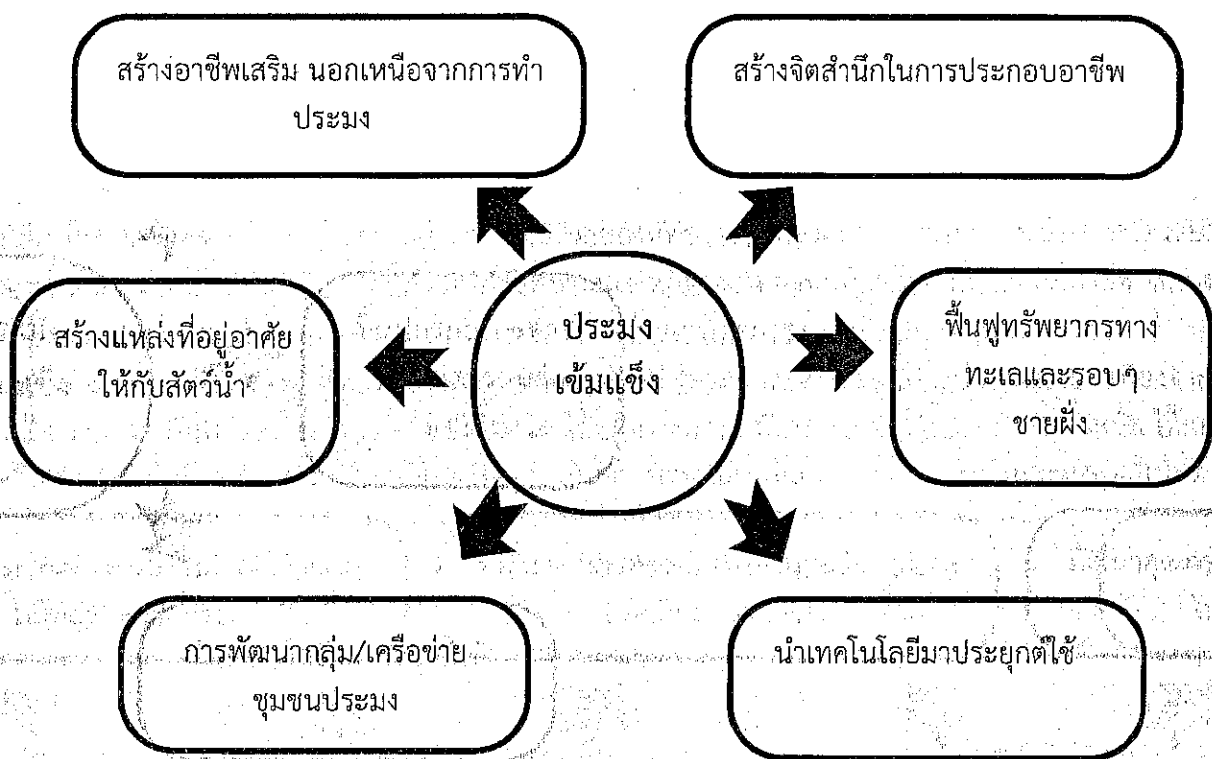 สร้างอาชีพเสริม นอกเหนือจากการทำ
ประมง
สร้างจิตสำนึกในการประกอบอาชีพ
สร้างแหล่งที่อยู่อาศัย
ให้กับสัตว์น้ำ
ประมง
เข้มแข็ง
ฟื้นฟูทรัพยากรทาง
ทะเลและรอบๆ
ชายฝั่ง
การพัฒนากลุ่ม/เครือข่าย
ชุมชนประมง
นำเทคโนโลยีมาประยุกต์ใช้